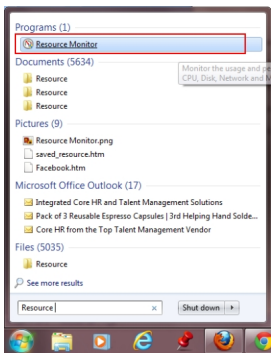 Programs (1)
Resource Monitor
Documents (5634)
Monitor the usage and pe
Resource
CPU, Disk, Network and M
Resource
Resource
Pictures (9)
Resource Monitor.png
saved_resource.htm
Facebook.htm
Microsoft Office Outlook (17)
Integrated Core HR and Talent Management Solutions
Pack of 3 Reusable Espresso Capsules | 3rd Helping Hand Solde...
Core HR from the Top Talent Management Vendor
Files (5035)
Resource
See more results
Resource
Shut down